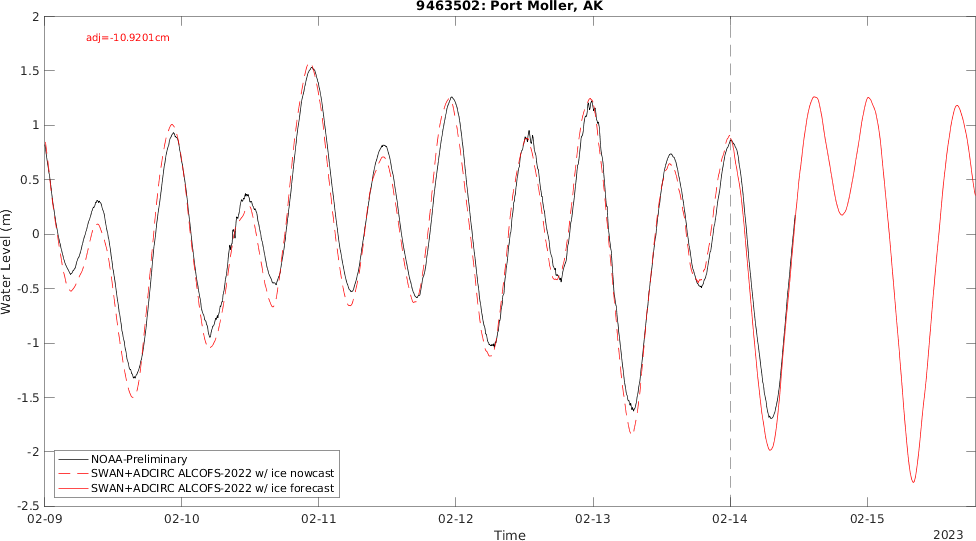 9463502: Port Moller, AK
adj=-10.9201cm
2
1.5
1
0.5
0
-0.5
-1
-1.5
-2
-2.5
Water Level (m)
NOAA-Preliminary
SWAN+ADCIRC ALCOFS-2022 w/ ice nowcast
SWAN+ADCIRC ALCOFS-2022 w/ ice forecast
02-09 02-10 02-11 02-12 02-13 02-14 02-15
Time
2023